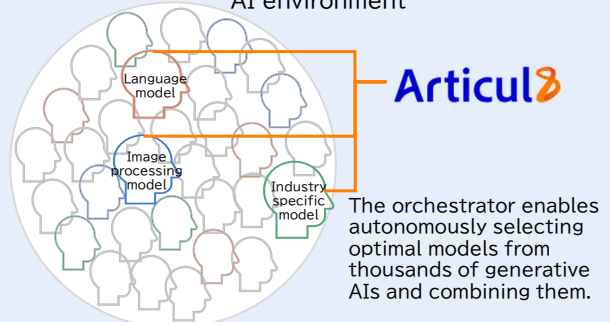 AI environment
Language
model
Articul8
Image
processing
model
Industry
specific
model
The orchestrator enables
autonomously selecting
optimal models from
thousands of generative
AIs and combining them.